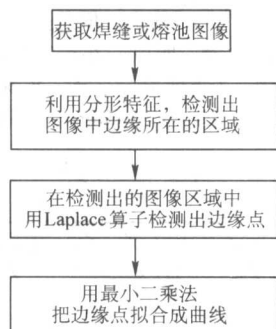 获取焊缝或熔池图像
利用分形特征，检测出
图像中边缘所在的区域
在检测出的图像区域中
用Laplace算子检测出边缘点
用最小二乘法
把边缘点拟合成曲线